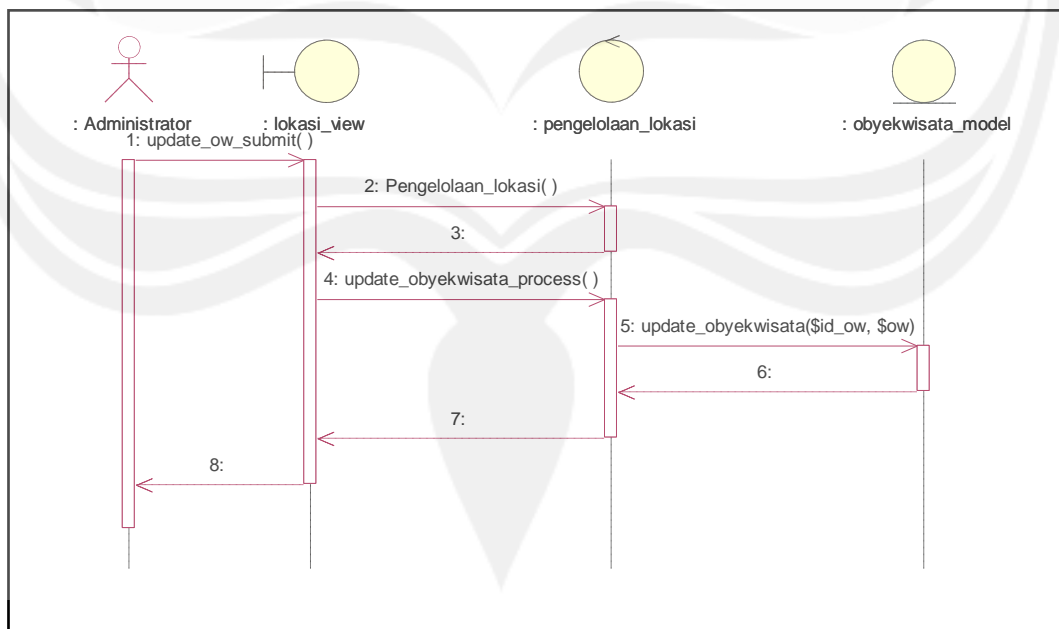 : Administrator
: lokasi_view
: pengelolaan_lokasi
: obyekwisata_model
1: update_ow_submit( )
2: Pengelolaan_lokasi( )
3:
4: update_obyekwisata_process( )
5: update_obyekwisata($id_ow, $ow)
6:
7:
8: